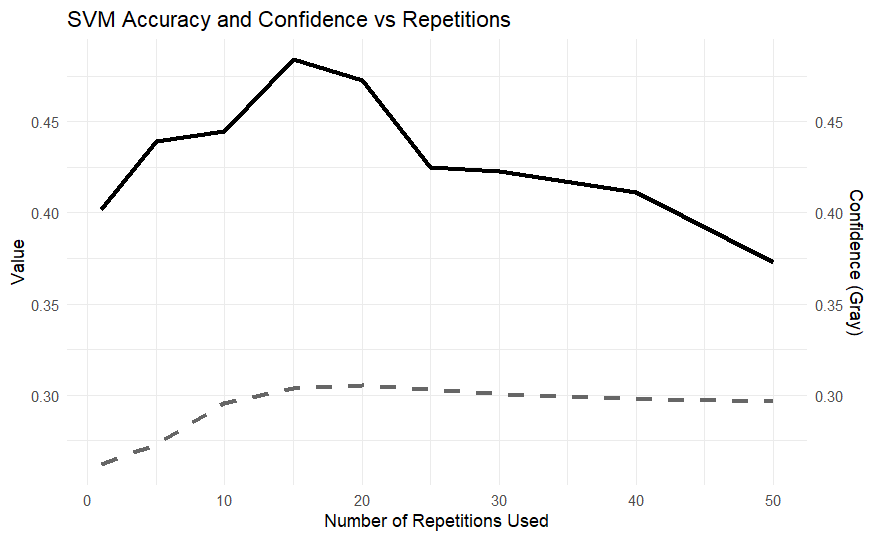 SVM Accuracy and Confidence vs Repetitions
0.45
0.40
0.35
0.30
Value
0.45
0.40
0.35
0.30
Confidence (Gray)
0 10 20 30 40 50
Number of Repetitions Used